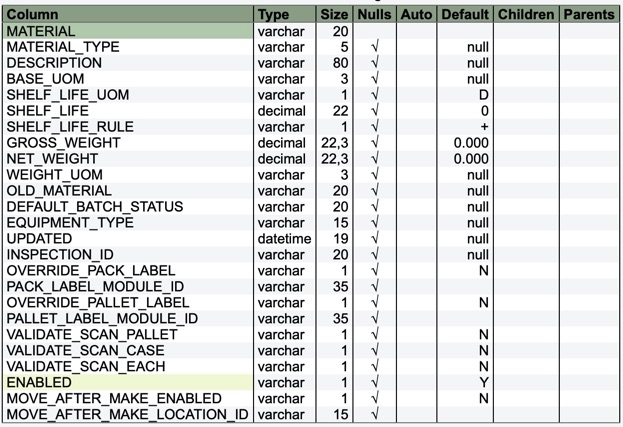 Column Type Size Nulls Auto Default Children Parents
MATERIAL varchar 20
MATERIAL_TYPE varchar 5 √ null
DESCRIPTION varchar 80 √ null
BASE_UOM varchar 3 √ null
SHELF_LIFE_UOM varchar 1 √ D
SHELF_LIFE decimal 22 √ 0
SHELF_LIFE_RULE varchar 1 √ +
GROSS_WEIGHT decimal 22,3 √ 0.000
NET_WEIGHT decimal 22,3 √ 0.000
WEIGHT_UOM varchar 3 √ null
OLD_MATERIAL varchar 20 √ null
DEFAULT_BATCH_STATUS varchar 20 √ null
EQUIPMENT_TYPE varchar 15 √ null
UPDATED datetime 19 √ null
INSPECTION_ID varchar 20 √ null
OVERRIDE_PACK_LABEL varchar 1 √ N
PACK_LABEL_MODULE_ID varchar 35 √
OVERRIDE_PALLET_LABEL varchar 1 √ N
PALLET_LABEL_MODULE_ID varchar 35 √
VALIDATE_SCAN_PALLET varchar 1 √ N
VALIDATE_SCAN_CASE varchar 1 √ N
VALIDATE_SCAN_EACH varchar 1 √ N
ENABLED varchar 1 √ Y
MOVE_AFTER_MAKE_ENABLED varchar 1 √ N
MOVE_AFTER_MAKE_LOCATION_ID varchar 15 √